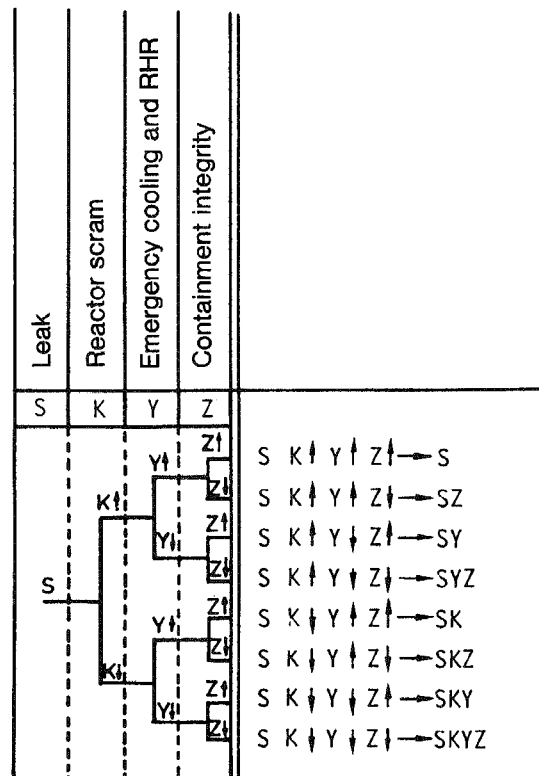 Leak
Reactor scram
Emergency cooling and RHR
Containment integrity
S K Y Z
S
K↑
K↓
Y↑
Y↓
Y↑
Y↓
Z↑
Z↓
Z↑
Z↓
Z↑
Z↓
Z↑
Z↓
S K↑ Y↑ Z↑→S
S K↑ Y↑ Z↓→SZ
S K↑ Y↓ Z↑→SY
S K↑ Y↓ Z↓→SYZ
S K↓ Y↑ Z↑→SK
S K↓ Y↑ Z↓→SKZ
S K↓ Y↓ Z↑→SKY
S K↓ Y↓ Z↓→SKYZ